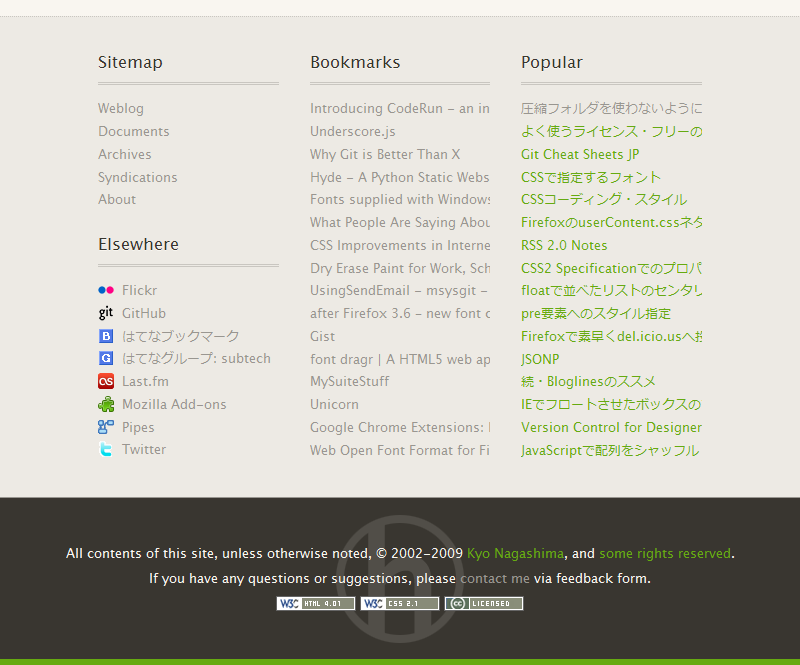 Sitemap
Weblog
Documents
Archives
Syndications
About
Elsewhere
Flickr
git GitHub
B はてなブックマーク
G はてなグループ: subtech
Last.fm
Mozilla Add-ons
Pipes
Twitter
Bookmarks
Introducing CodeRun – an in
Underscore.js
Why Git is Better Than X
Hyde – A Python Static Webs
Fonts supplied with Windows
What People Are Saying Abou
CSS Improvements in Interne
Dry Erase Paint for Work, Sch
UsingSendEmail – msysgit –
after Firefox 3.6 – new font
Gist
font dragr | A HTML5 web ap
MySuiteStuff
Unicorn
Google Chrome Extensions:
Web Open Font Format for Fi
Popular
圧縮フォルダを使わないように
よく使うライセンス・フリーの
Git Cheat Sheets JP
CSSで指定するフォント
CSSコーディング・スタイル
FirefoxのuserContent.cssネタ
RSS 2.0 Notes
CSS2 Specificationでのプロパ
floatで並べたリストのセンタリ
pre要素へのスタイル指定
Firefoxで素早くdel.icio.usへ
JSONP
続・Bloglinesのススメ
IEでフロートさせたボックスの
Version Control for Designer
JavaScriptで配列をシャッフル
All contents of this site, unless otherwise noted, © 2002–2009 Kyo Nagashima, and some rights reserved.
If you have any questions or suggestions, please contact me via feedback form.
W3C HTML 4.01 W3C CSS 2.1 cc LICENSED